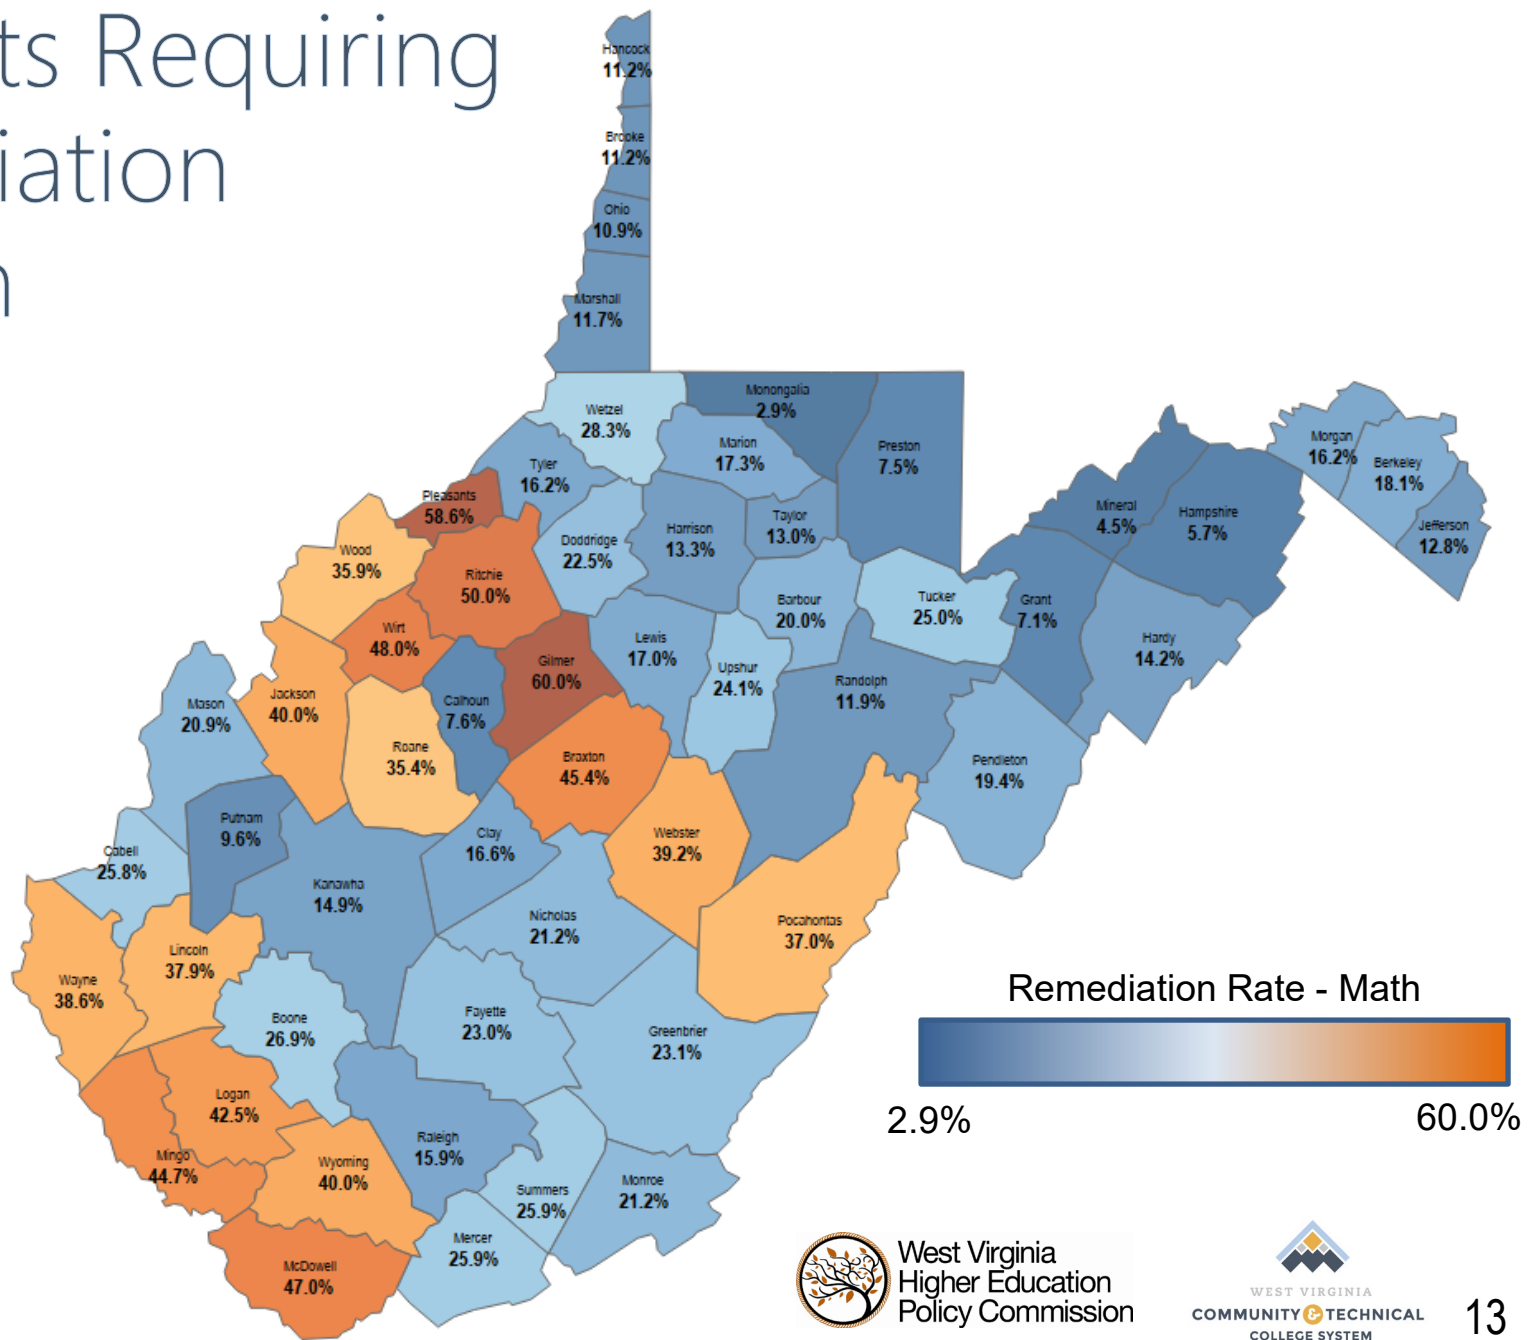 ts Requiring
iation
n
Hancock
11.2%
Brooke
11.2%
Ohio
10.9%
Marshall
11.7%
Wetzel
28.3%
Monongalia
2.9%
Marion
17.3%
Preston
7.5%
Tyler
16.2%
Pleasants
58.6%
Doddridge
22.5%
Harrison
13.3%
Taylor
13.0%
Mineral
4.5%
Hampshire
5.7%
Morgan
16.2%
Berkeley
18.1%
Jefferson
12.8%
Wood
35.9%
Ritchie
50.0%
Wirt
48.0%
Gilmer
60.0%
Lewis
17.0%
Upshur
24.1%
Barbour
20.0%
Tucker
25.0%
Grant
7.1%
Hardy
14.2%
Mason
20.9%
Jackson
40.0%
Calhoun
7.6%
Roane
35.4%
Braxton
45.4%
Randolph
11.9%
Pendleton
19.4%
Putnam
9.6%
Cabell
25.8%
Kanawha
14.9%
Clay
16.6%
Webster
39.2%
Nicholas
21.2%
Pocahontas
37.0%
Wayne
38.6%
Lincoln
37.9%
Boone
26.9%
Fayette
23.0%
Greenbrier
23.1%
Logan
42.5%
Mingo
44.7%
Wyoming
40.0%
Raleigh
15.9%
Summers
25.9%
Monroe
21.2%
Mercer
25.9%
McDowell
47.0%
Remediation Rate - Math
2.9%
60.0%
West Virginia
Higher Education
Policy Commission
WEST VIRGINIA
COMMUNITY & TECHNICAL
COLLEGE SYSTEM
13